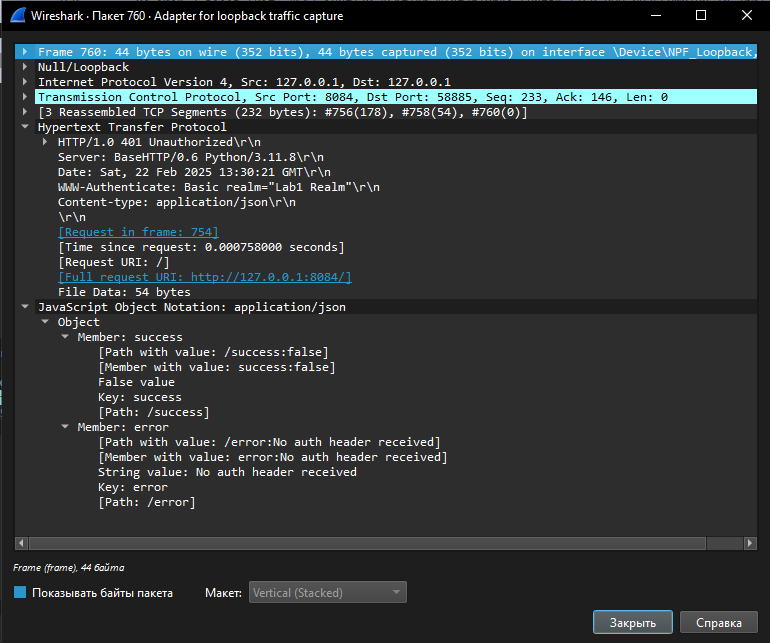 Wireshark · Пакет 760 · Adapter for loopback traffic capture
Frame 760: 44 bytes on wire (352 bits), 44 bytes captured (352 bits) on interface \Device\NPF_Loopback,
Null/Loopback
Internet Protocol Version 4, Src: 127.0.0.1, Dst: 127.0.0.1
Transmission Control Protocol, Src Port: 8084, Dst Port: 58885, Seq: 233, Ack: 146, Len: 0
[3 Reassembled TCP Segments (232 bytes): #756(178), #758(54), #760(0)]
Hypertext Transfer Protocol
HTTP/1.0 401 Unauthorized\r\n
Server: BaseHTTP/0.6 Python/3.11.8\r\n
Date: Sat, 22 Feb 2025 13:30:21 GMT\r\n
WWW-Authenticate: Basic realm="Lab1 Realm"\r\n
Content-type: application/json\r\n
\r\n
[Request in frame: 754]
[Time since request: 0.000758000 seconds]
[Request URI: /]
[Full request URI: http://127.0.0.1:8084/]
File Data: 54 bytes
JavaScript Object Notation: application/json
Object
Member: success
[Path with value: /success:false]
[Member with value: success:false]
False value
Key: success
[Path: /success]
Member: error
[Path with value: /error:No auth header received]
[Member with value: error:No auth header received]
String value: No auth header received
Key: error
[Path: /error]
Frame (frame), 44 байта
Показывать байты пакета
Макет:
Vertical (Stacked)
Закрыть
Справка